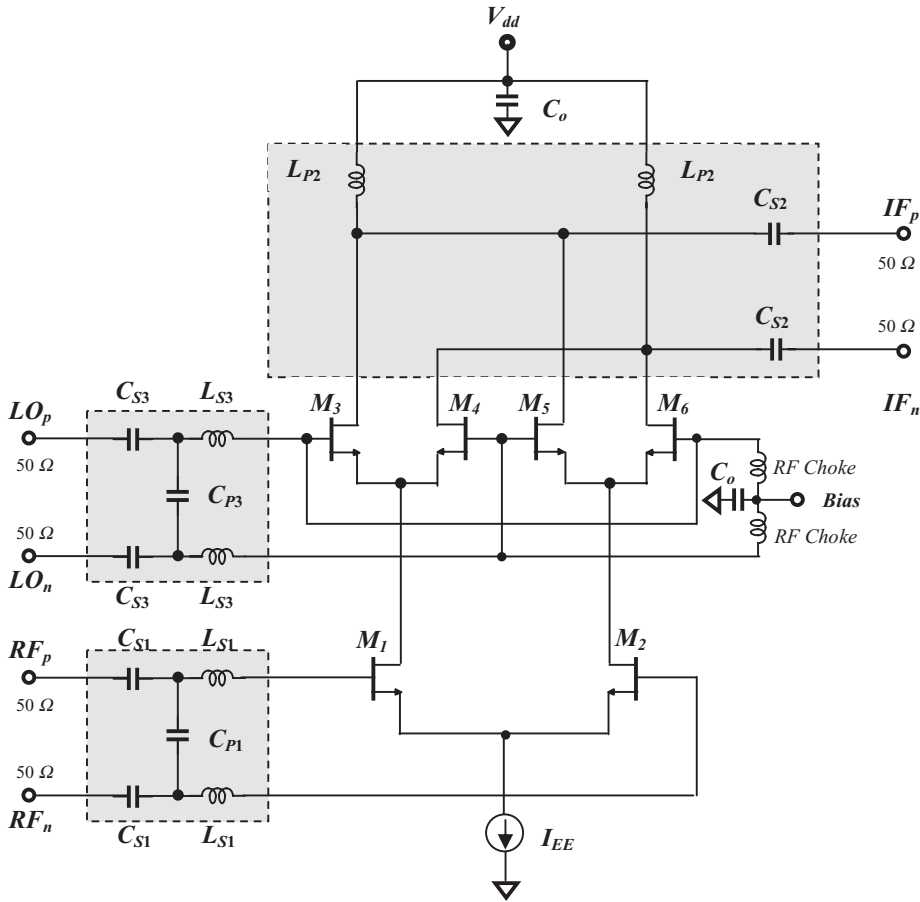 V_dd
C_o
L_P2
L_P2
C_S2
IF_p
50 Ω
C_S2
50 Ω
IF_n
C_S3
L_S3
M_3
M_4
M_5
M_6
LO_p
50 Ω
C_P3
C_o
RF Choke
Bias
RF Choke
50 Ω
LO_n
C_S3
L_S3
C_S1
L_S1
M_1
M_2
RF_p
50 Ω
C_P1
50 Ω
RF_n
C_S1
L_S1
I_EE